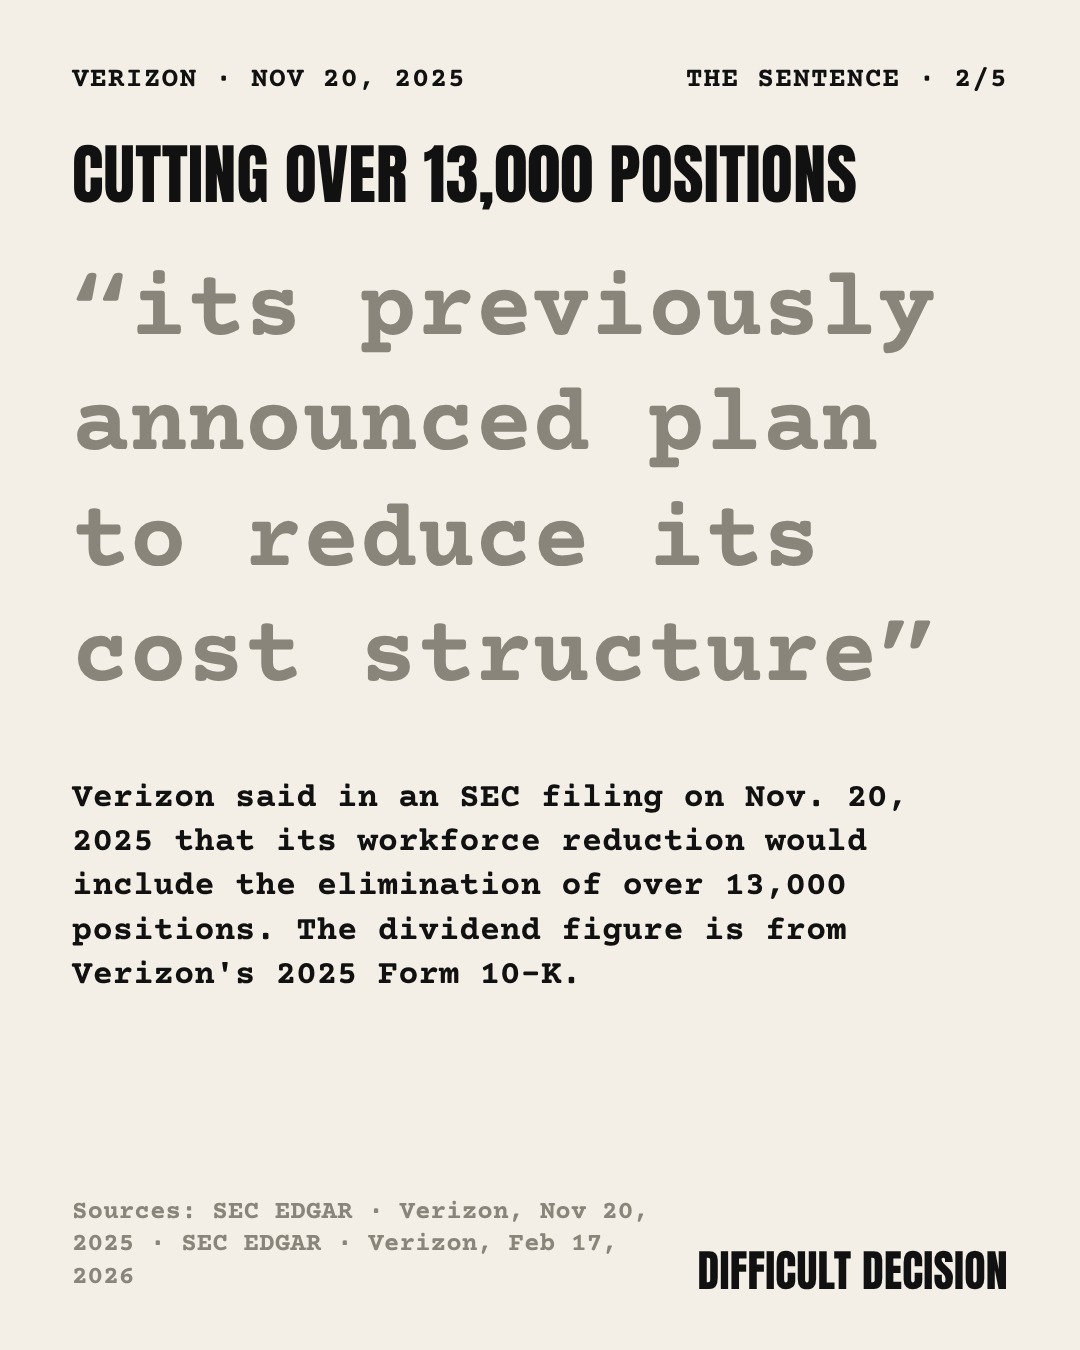 VERIZON · NOV 20, 2025
THE SENTENCE · 2/5
CUTTING OVER 13,000 POSITIONS
“its previously
announced plan
to reduce its
cost structure”
Verizon said in an SEC filing on Nov. 20,
2025 that its workforce reduction would
include the elimination of over 13,000
positions. The dividend figure is from
Verizon's 2025 Form 10-K.
Sources: SEC EDGAR · Verizon, Nov 20,
2025 · SEC EDGAR · Verizon, Feb 17,
2026
DIFFICULT DECISION